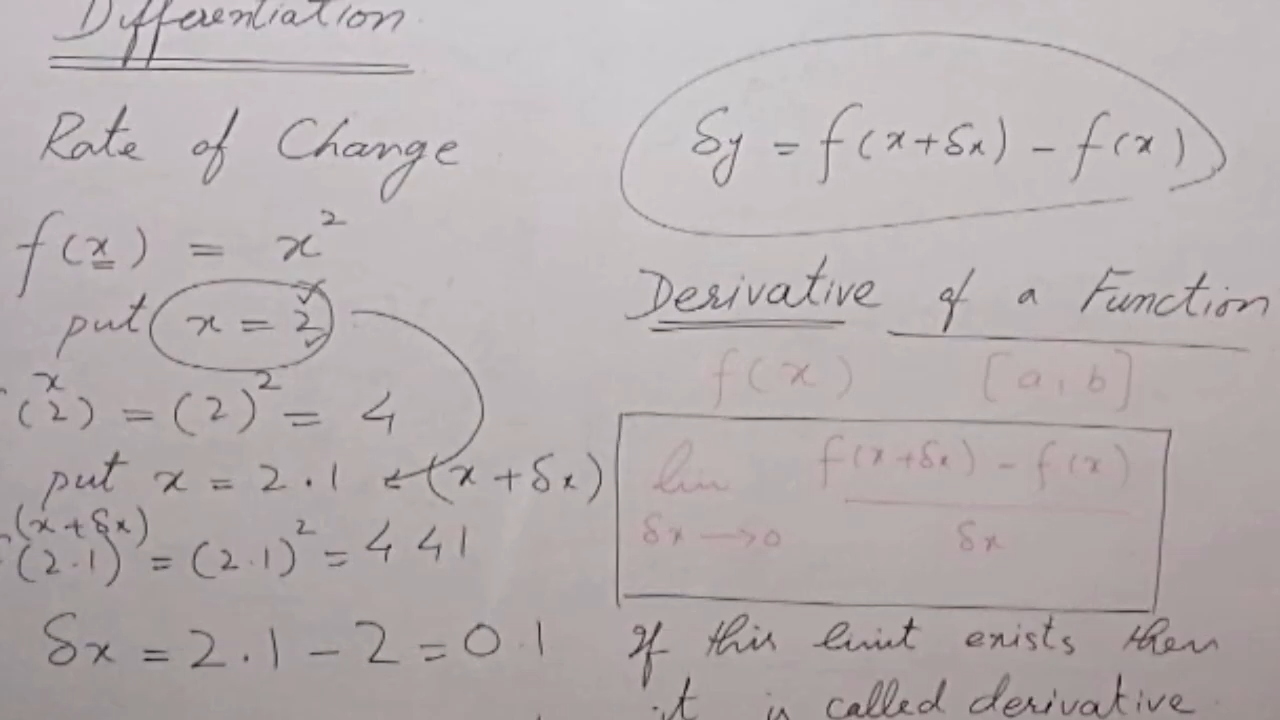 Differentiation
Rate of Change
f(x) = x²
put x = 2
x
(2) = (2)² = 4
put x = 2.1 ← (x + δx)
(x + δx)
(2.1) = (2.1)² = 4 41
δx = 2.1 - 2 = 0.1
δy = f(x+δx) - f(x)
Derivative of a Function
f(x) [a, b]
lim f(x+δx) - f(x)
δx → 0 δx
If this limit exists then
it is called derivative